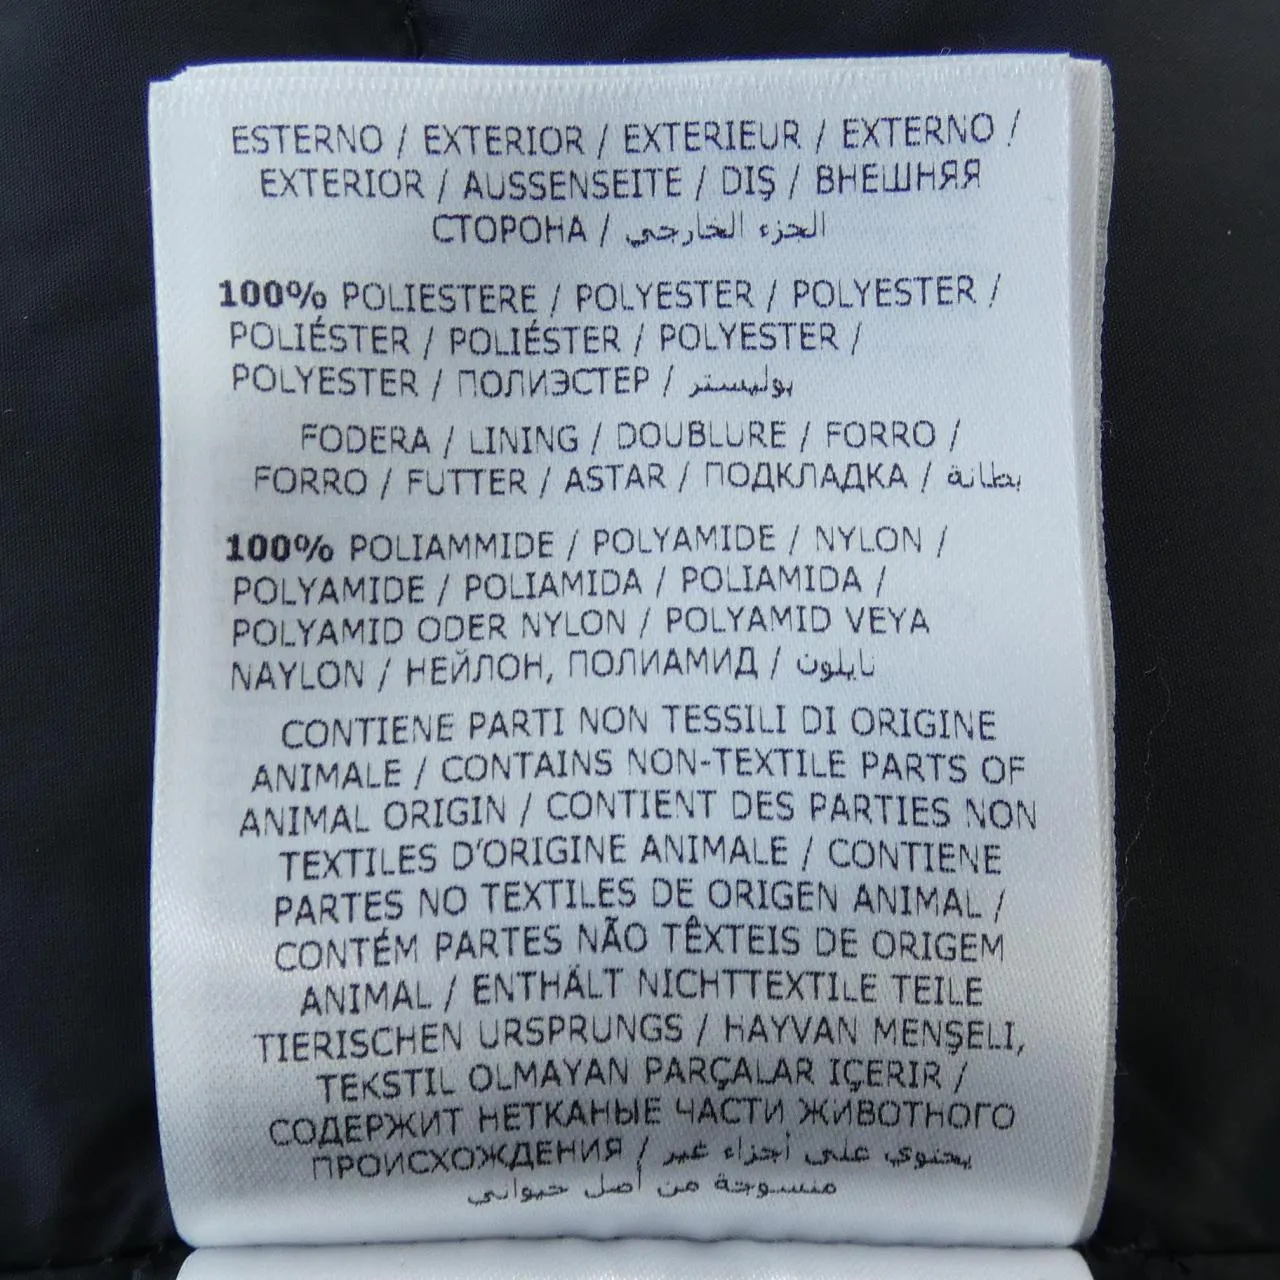 ESTERNO / EXTERIOR / EXTERIEUR / EXTERNO /
EXTERIOR / AUSSENSEITE / DIŞ / ВНЕШНЯЯ
СТОРОНА / الجزء الخارجي
100% POLIESTERE / POLYESTER / POLYESTER /
POLIÉSTER / POLIÉSTER / POLYESTER /
POLYESTER / ПОЛИЭСТЕР / بوليستر
FODERA / LINING / DOUBLURE / FORRO /
FORRO / FUTTER / ASTAR / ПОДКЛАДКА / بطانة
100% POLIAMMIDE / POLYAMIDE / NYLON /
POLYAMIDE / POLIAMIDA / POLIAMIDA /
POLYAMID ODER NYLON / POLYAMID VEYA
NAYLON / НЕЙЛОН, ПОЛИАМИД / نايلون
CONTIENE PARTI NON TESSILI DI ORIGINE
ANIMALE / CONTAINS NON-TEXTILE PARTS OF
ANIMAL ORIGIN / CONTIENT DES PARTIES NON
TEXTILES D'ORIGINE ANIMALE / CONTIENE
PARTES NO TEXTILES DE ORIGEN ANIMAL /
CONTÉM PARTES NÃO TÊXTEIS DE ORIGEM
ANIMAL / ENTHÄLT NICHTTEXTILE TEILE
TIERISCHEN URSPRUNGS / HAYVAN MENŞELI,
TEKSTIL OLMAYAN PARÇALAR IÇERIR /
СОДЕРЖИТ НЕТКАНЫЕ ЧАСТИ ЖИВОТНОГО
ПРОИСХОЖДЕНИЯ / يحتوي على أجزاء غير
منسوجة من أصل حيواني